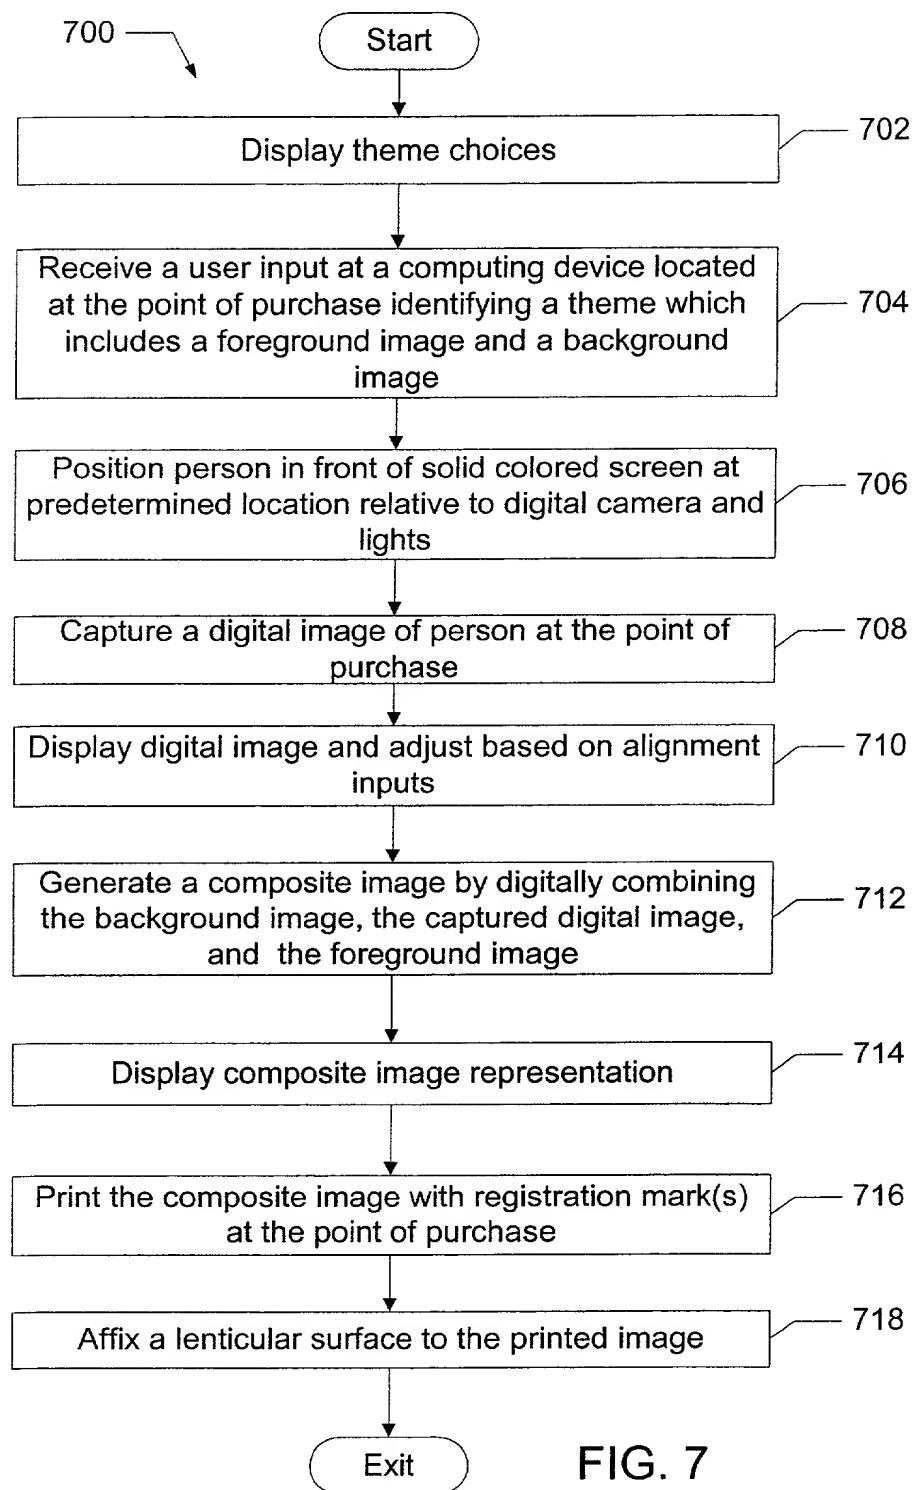 700
Start
Display theme choices
702
Receive a user input at a computing device located
at the point of purchase identifying a theme which
includes a foreground image and a background
image
704
Position person in front of solid colored screen at
predetermined location relative to digital camera and
lights
706
Capture a digital image of person at the point of
purchase
708
Display digital image and adjust based on alignment
inputs
710
Generate a composite image by digitally combining
the background image, the captured digital image,
and the foreground image
712
Display composite image representation
714
Print the composite image with registration mark(s)
at the point of purchase
716
Affix a lenticular surface to the printed image
718
Exit
FIG. 7